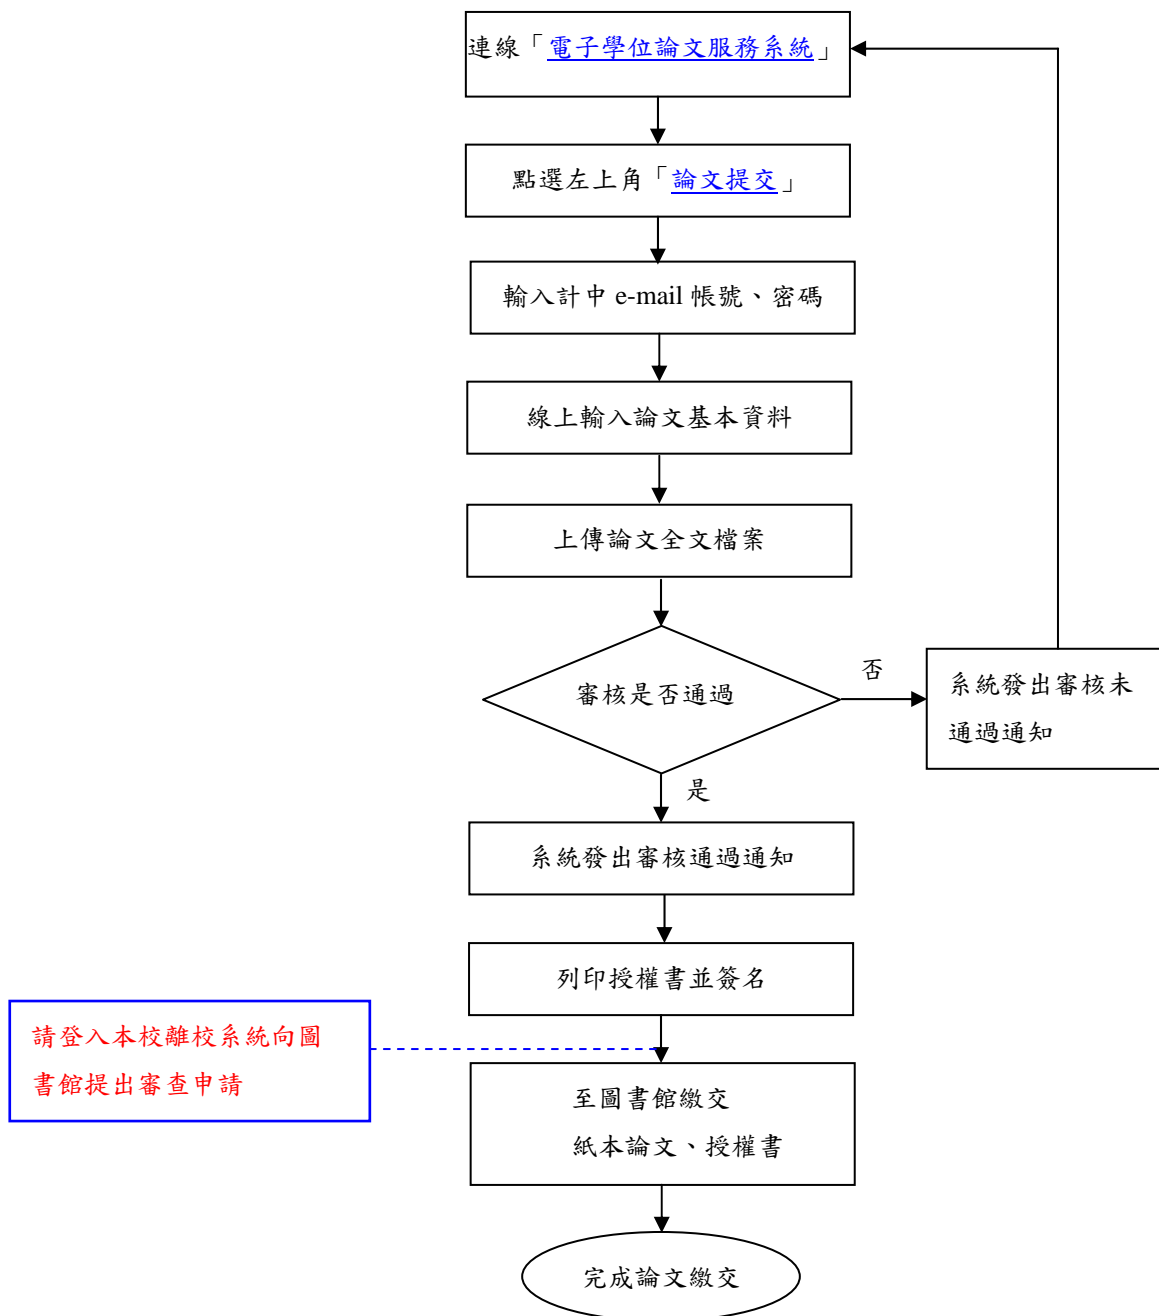 連線「電子學位論文服務系統」
點選左上角「論文提交」
輸入計中 e-mail 帳號、密碼
線上輸入論文基本資料
上傳論文全文檔案
審核是否通過
否
系統發出審核未
通過通知
是
系統發出審核通過通知
列印授權書並簽名
請登入本校離校系統向圖
書館提出審查申請
至圖書館繳交
紙本論文、授權書
完成論文繳交